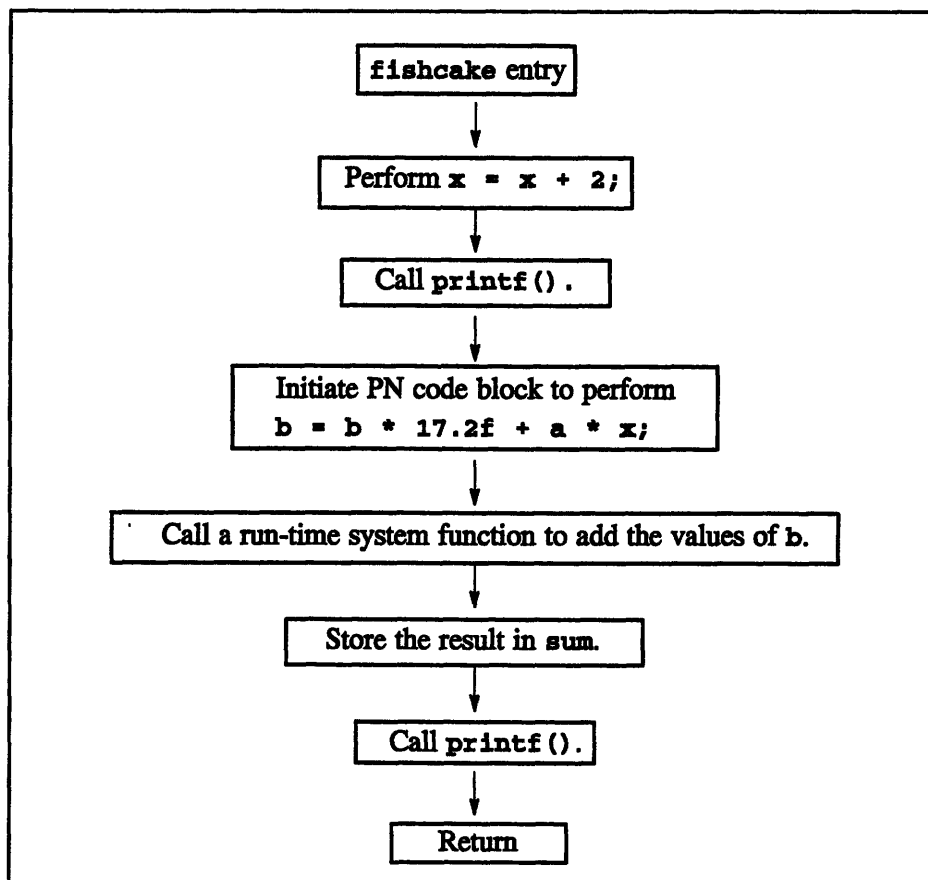 fishcake entry
Perform x = x + 2;
Call printf().
Initiate PN code block to perform
b = b * 17.2f + a * x;
Call a run-time system function to add the values of b.
Store the result in sum.
Call printf().
Return